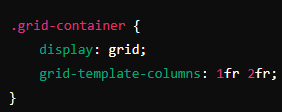 .grid-container {
    display: grid;
    grid-template-columns: 1fr 2fr;
}